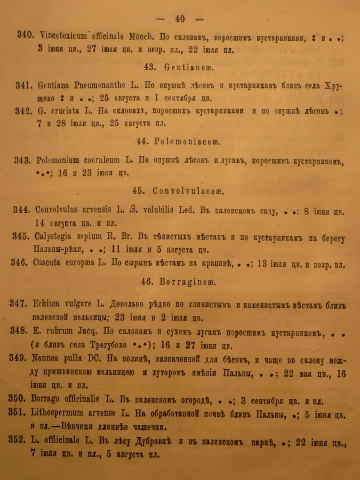 — 40 —
340. Vincetoxicum officinale Mönch. По склонамъ, поросшимъ кустарниками, : и •;
3 іюня цв., 27 іюня цв. и незр. пл., 22 іюля пл.
43. Gentianeæ.
341. Gentiana Pneumonanthe L. По опушкѣ лѣсовъ и кустарникамъ близъ села Хру-
щево : и • •; 25 августа и 1 сентября цв.
342. G. cruciata L. На склонахъ, поросшихъ кустарниками и по опушкѣ лѣсовъ •;
7 и 28 іюля цв., 25 августа пл.
44. Polemoniaceæ.
343. Polemonium coeruleum L. По опушкѣ лѣсовъ и лугамъ, поросшимъ кустарникомъ,
•.•; 16 и 23 іюня цв.
45. Convolvulaceæ.
344. Convolvulus arvensis L. β. volubilis Led. Въ паленскомъ саду, • •: 8 іюня цв.
14 августа цв. и пл.
345. Calystegia sepium R. Br. Въ тѣнистыхъ мѣстахъ и по кустарникамъ на берегу
Пальны-рѣки, • •; 11 іюля и 5 августа цв.
346. Cuscuta europæa L. По сырымъ мѣстамъ на крапивѣ, • •; 13 іюля цв. и незр. пл.
46. Borragineæ.
347. Echium vulgere L. Довольно рѣдко по глинистымъ и каменистымъ мѣстамъ близъ
палевской мельницы; 23 іюня и 2 іюля цв.
348. E. rubrum Jacq. По склонамъ и сухимъ лугамъ поросшимъ кустарникомъ, • •
(и близъ села Трегубово •.•); 16 и 27 іюня цв.
349. Nonnea pulla DC. На полянѣ, назначенной для бѣговъ, и чаще по склону меж-
ду пришвинскою мельницею и хуторомъ имѣнія Пальны, • •; 22 мая цв., 16
іюня цв. и пл.
350. Borrago officinalis L. Въ паленскомъ огородѣ, • •; 3 сентября цв. и пл.
351. Lithospermum arvense L. На обработанной почвѣ близъ Пальны, •; 5 іюня цв.
и пл.—Вѣнчики длиннѣе чашечки.
352. L. officinale L. Въ лѣсу Дубровкѣ и въ паленскомъ паркѣ, •; 22 іюня цв.,
7 іюля цв. и пл., 5 августа пл.